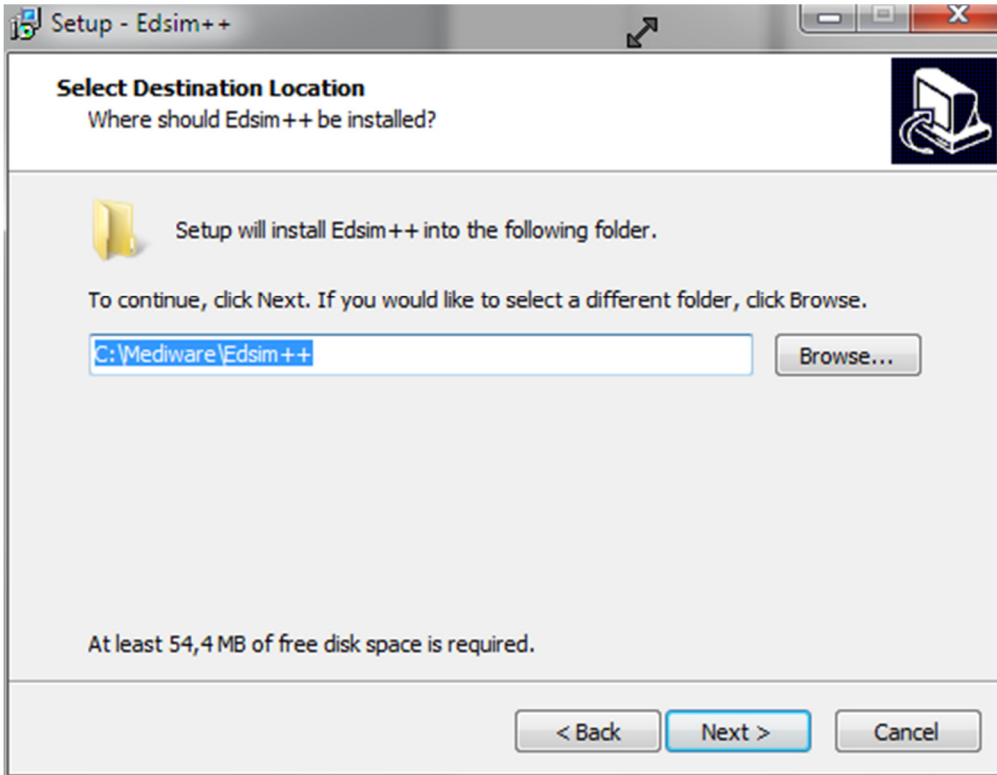 Setup - Edsim++
Select Destination Location
Where should Edsim++ be installed?
Setup will install Edsim++ into the following folder.
To continue, click Next. If you would like to select a different folder, click Browse.
C:\Mediware\Edsim++
Browse...
At least 54,4 MB of free disk space is required.
< Back
Next >
Cancel